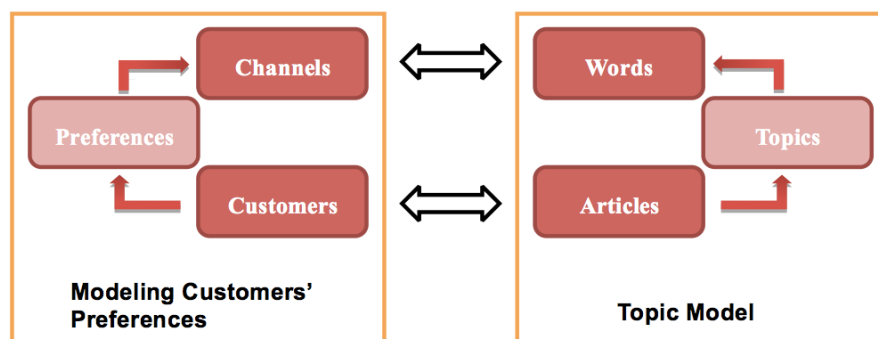 Channels
Preferences
Customers
Modeling Customers’
Preferences
Words
Topics
Articles
Topic Model